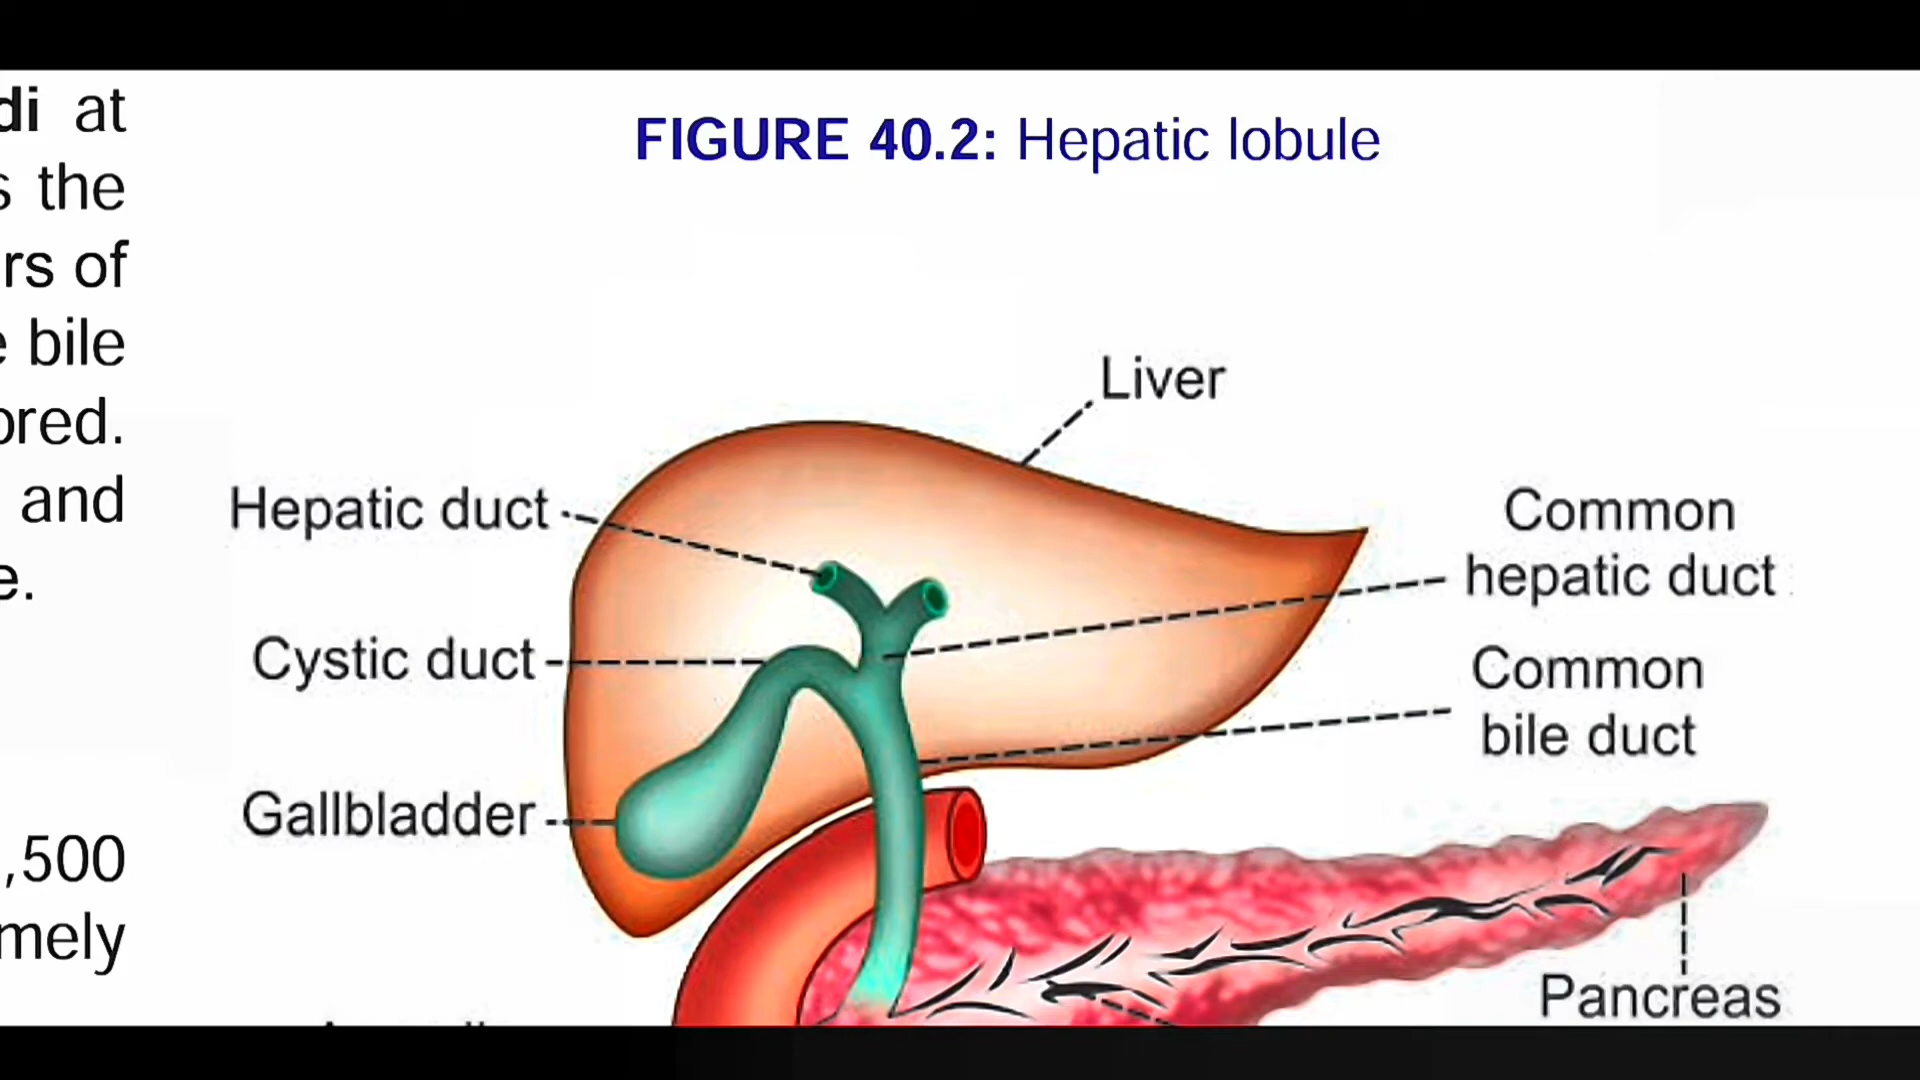 di at
s the
rs of
bile
ored.
and
e.
,500
mely
FIGURE 40.2: Hepatic lobule
Liver
Hepatic duct
Common
hepatic duct
Cystic duct
Common
bile duct
Gallbladder
Pancreas